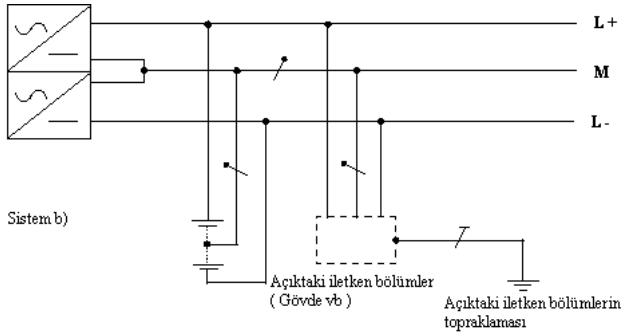 L +
M
L -
Sistem b)
Açıktaki iletken bölümler
( Gövde vb )
Açıktaki iletken bölümlerin
topraklaması